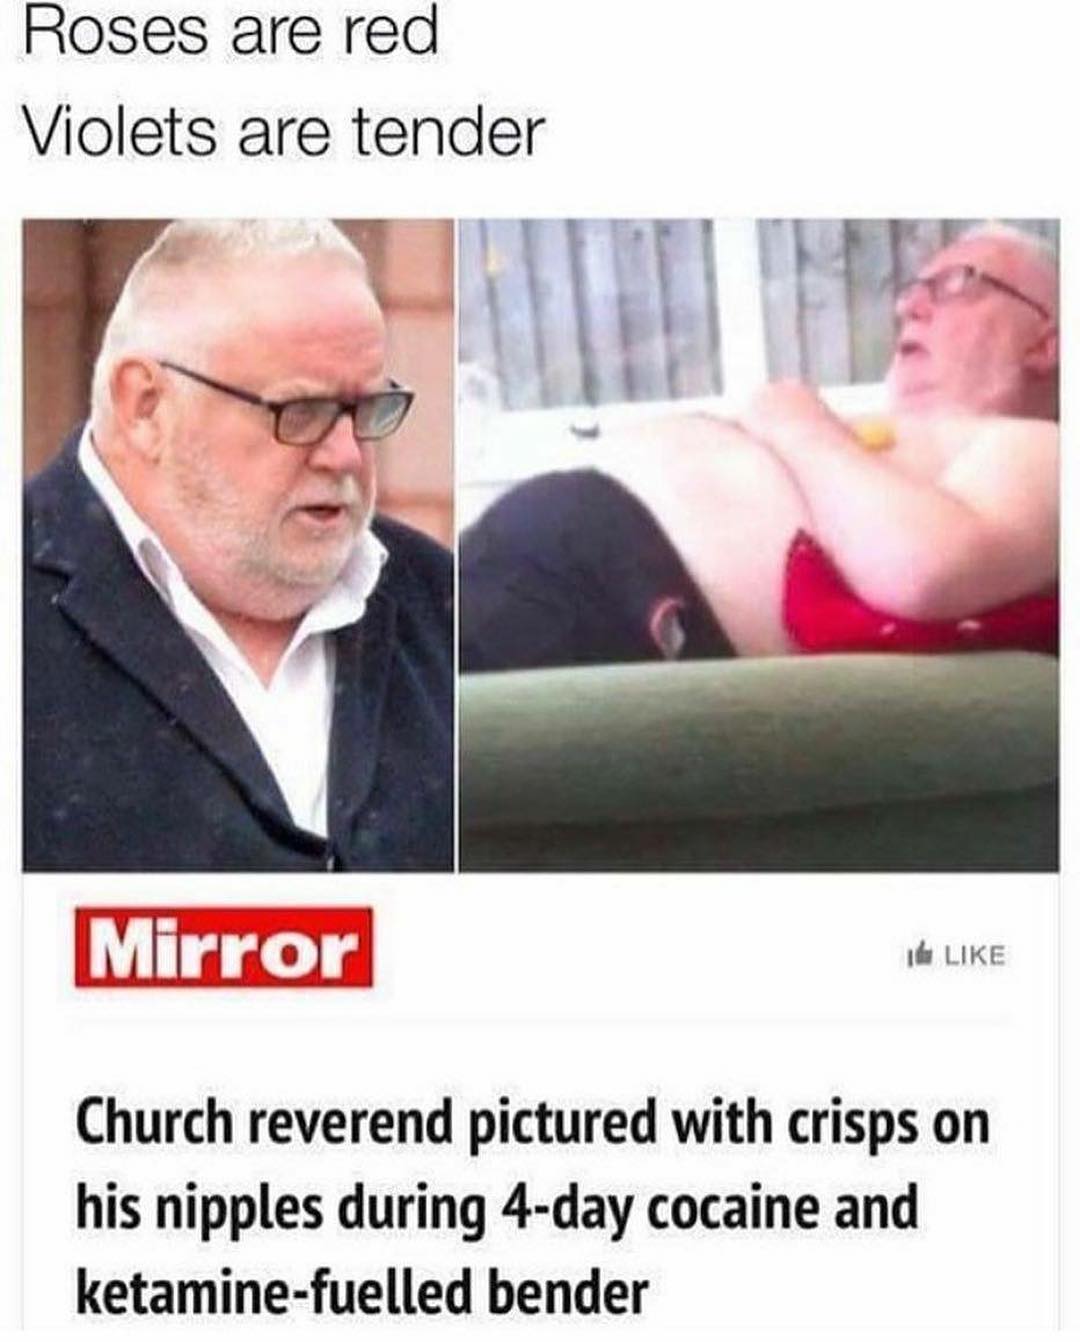 Roses are red
Violets are tender
Mirror
LIKE
Church reverend pictured with crisps on
his nipples during 4-day cocaine and
ketamine-fuelled bender